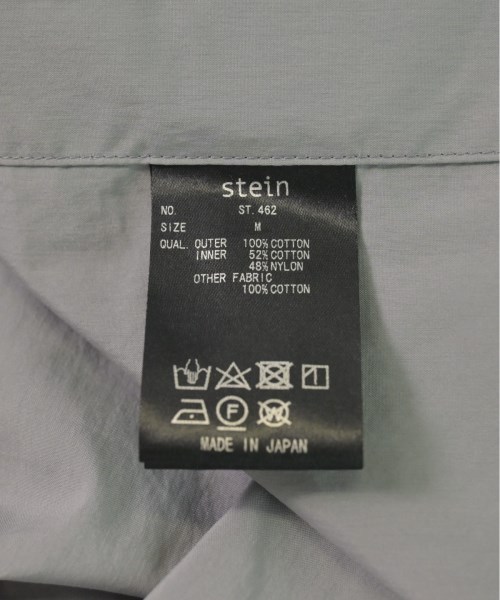 stein
NO. ST. 462
SIZE M
QUAL. OUTER 100%COTTON
INNER 52%COTTON
48%NYLON
OTHER FABRIC
100%COTTON
F W
MADE IN JAPAN